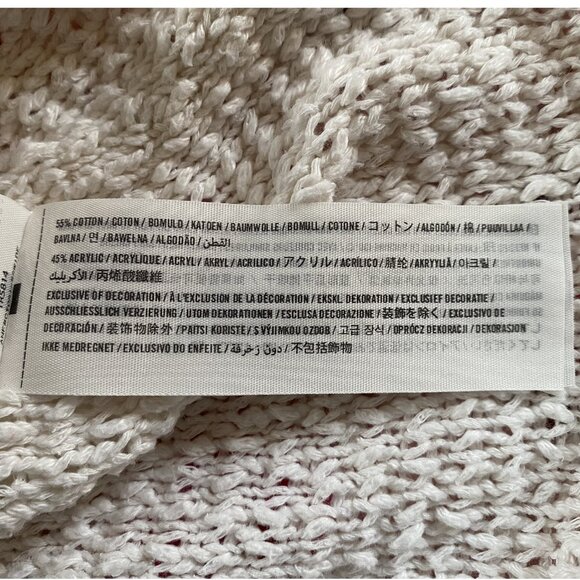 55% COTTON / COTON / BOMULD / KATOEN / BAUMWOLLE / BOMULL / COTONE / コットン / ALGODÓN / 棉 / PUUVILLAA /
BAVLNA / 면 / BAWEŁNA / ALGODÃO / القطن
45% ACRYLIC / ACRYLIQUE / ACRYL / AKRYL / ACRILICO / アクリル / ACRÍLICO / 腈纶 / AKRYYLIÄ / 아크릴 /
الأكريليك / 丙烯酸纖維
EXCLUSIVE OF DECORATION / À L'EXCLUSION DE LA DÉCORATION / EKSKL DEKORATION / EXCLUSIEF DECORATIE /
AUSSCHLIESSLICH VERZIERUNG / UTOM DEKORATIONEN / ESCLUSA DECORAZIONE / 装飾を除く / EXCLUSIVO DE
DECORACIÓN / 装饰物除外 / PAITSI KORISTE / S VÝJIMKOU OZDOB / 고급 장식 / OPRÓCZ DEKORACJI / DEKORASJON
IKKE MEDREGNET / EXCLUSIVO DO ENFEITE / دون زخرفة / 不包括飾物